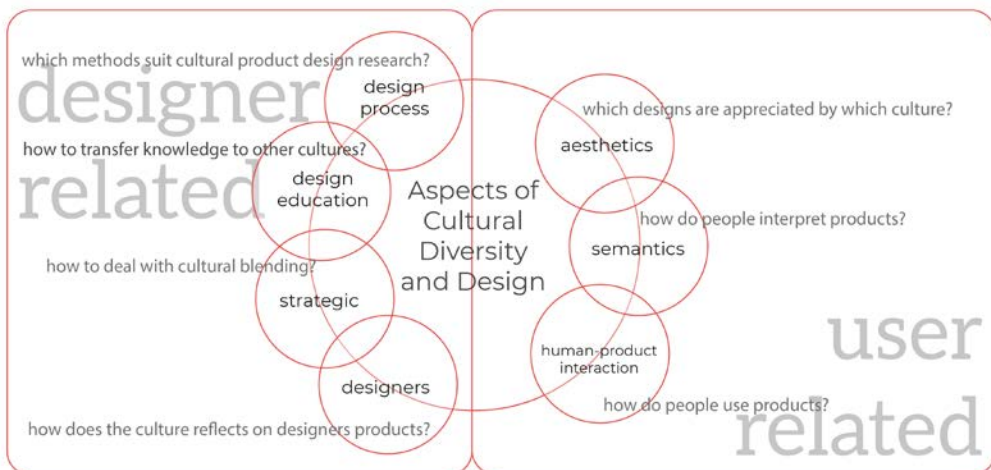 which methods suit cultural product design research?
designer
design
process
how to transfer knowledge to other cultures?
related
design
education
how to deal with cultural blending?
strategic
designers
how does the culture reflects on designers products?
Aspects of
Cultural
Diversity
and Design
which designs are appreciated by which culture?
aesthetics
how do people interpret products?
semantics
human-product
interaction
how do people use products?
user
related